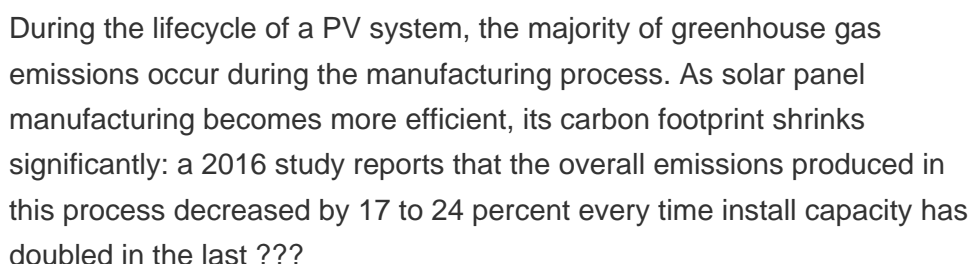 During the lifecycle of a PV system, the majority of greenhouse gas
emissions occur during the manufacturing process. As solar panel
manufacturing becomes more efficient, its carbon footprint shrinks
significantly: a 2016 study reports that the overall emissions produced in
this process decreased by 17 to 24 percent every time install capacity has
doubled in the last ???